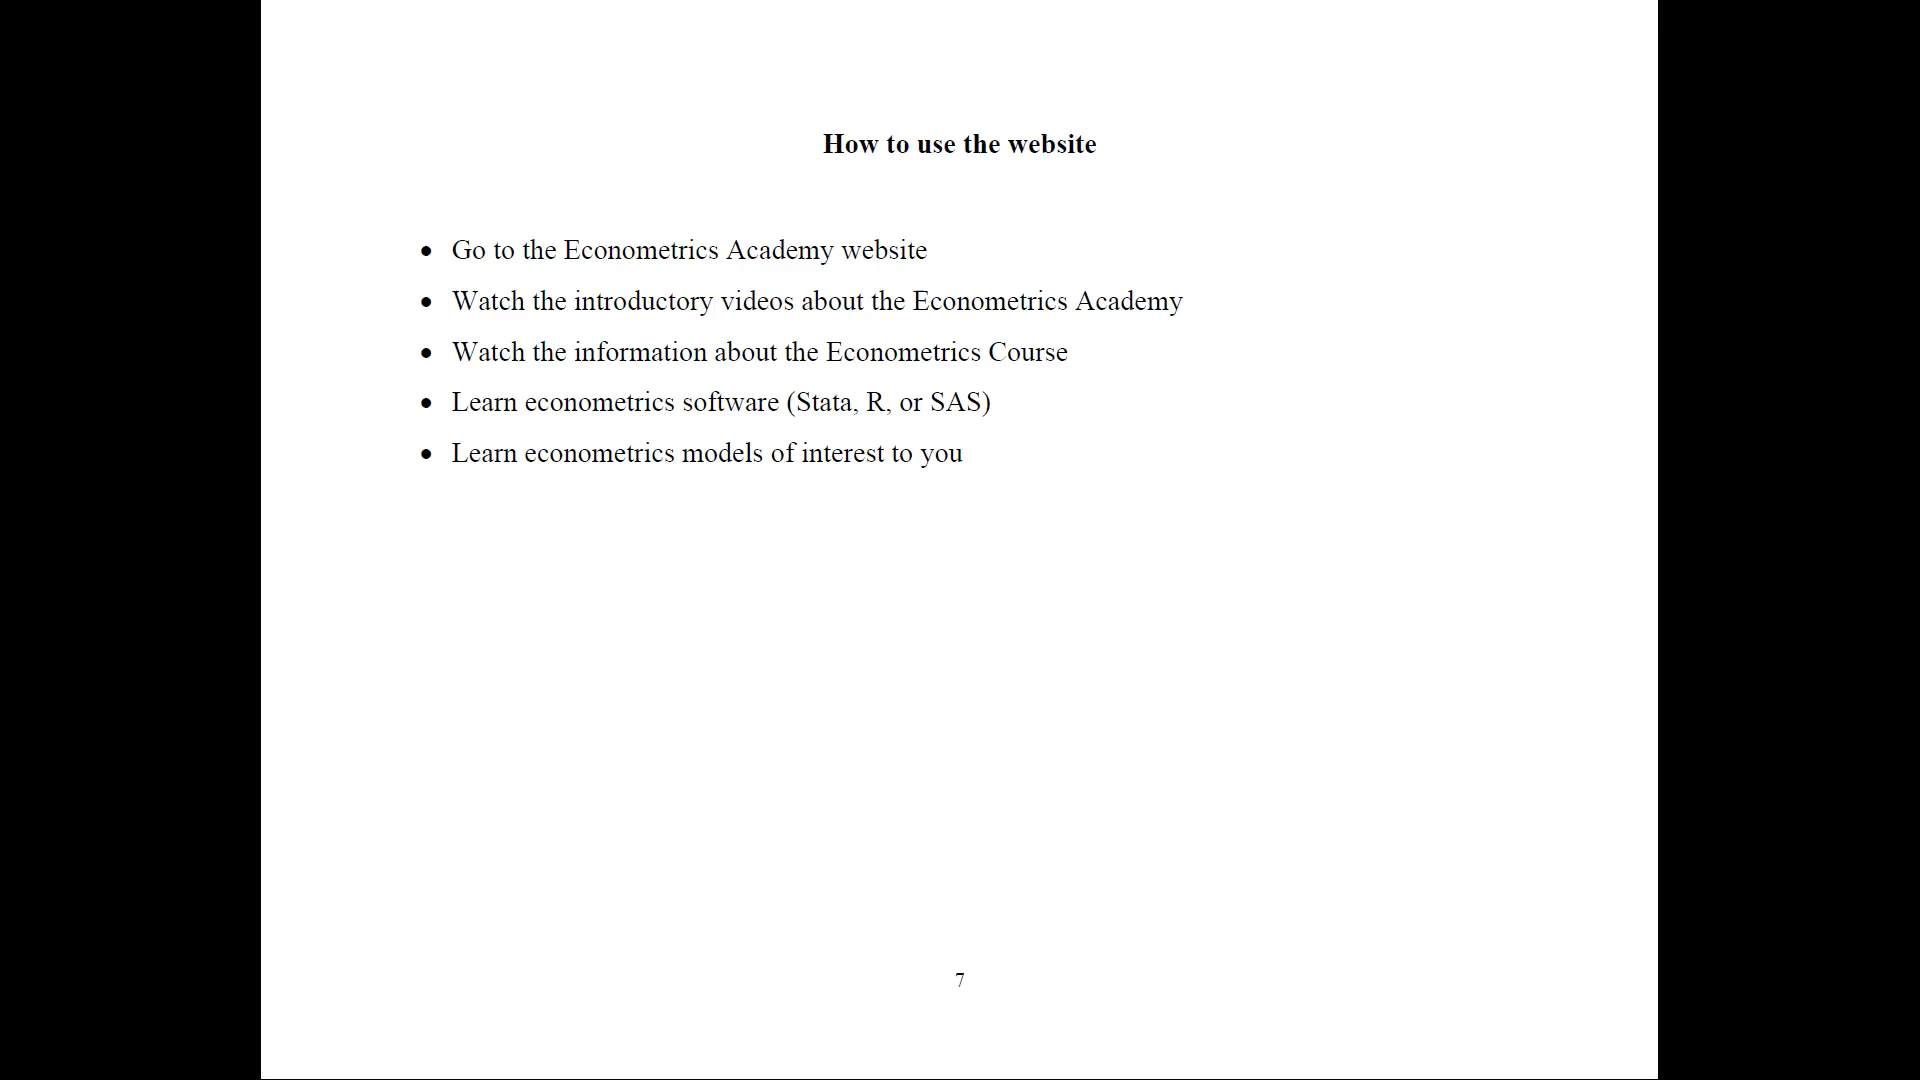 How to use the website
• Go to the Econometrics Academy website
• Watch the introductory videos about the Econometrics Academy
• Watch the information about the Econometrics Course
• Learn econometrics software (Stata, R, or SAS)
• Learn econometrics models of interest to you
7